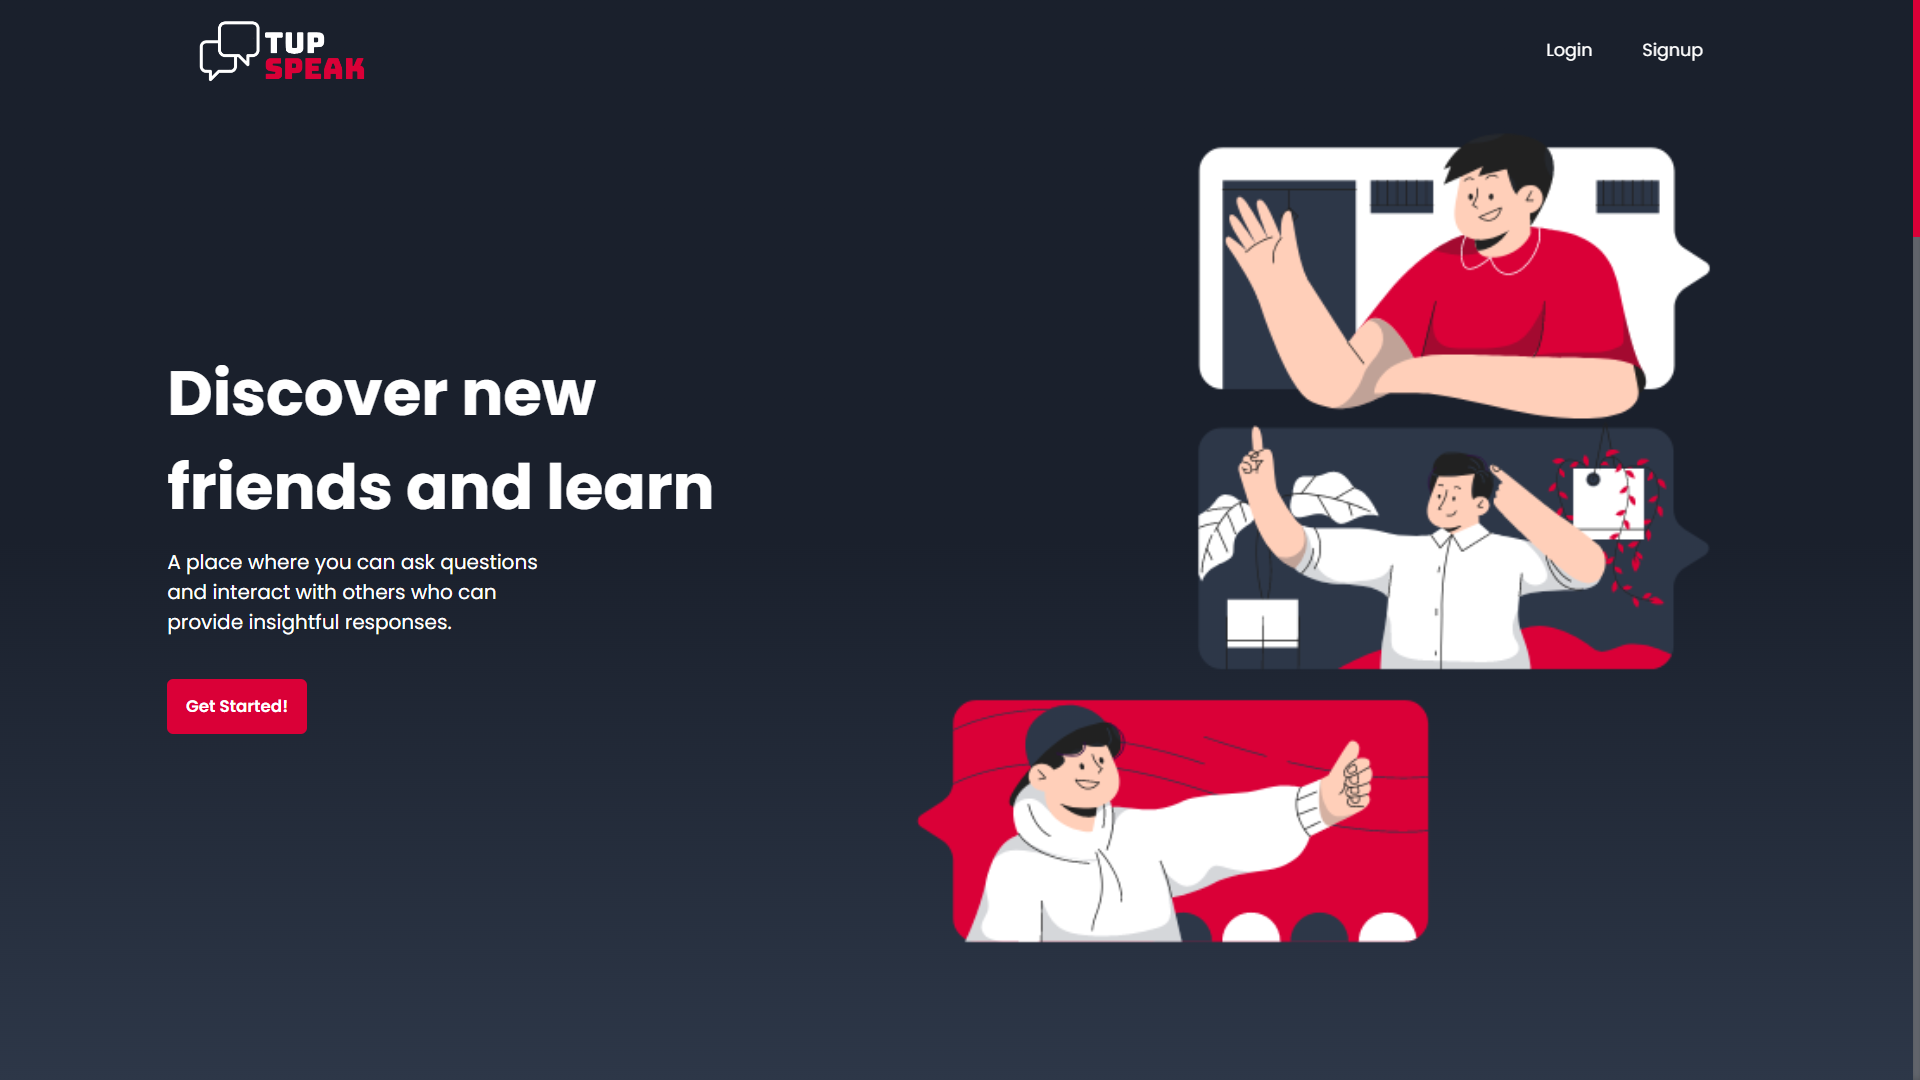 TUP
SPEAK
Login
Signup
Discover new
friends and learn
A place where you can ask questions
and interact with others who can
provide insightful responses.
Get Started!